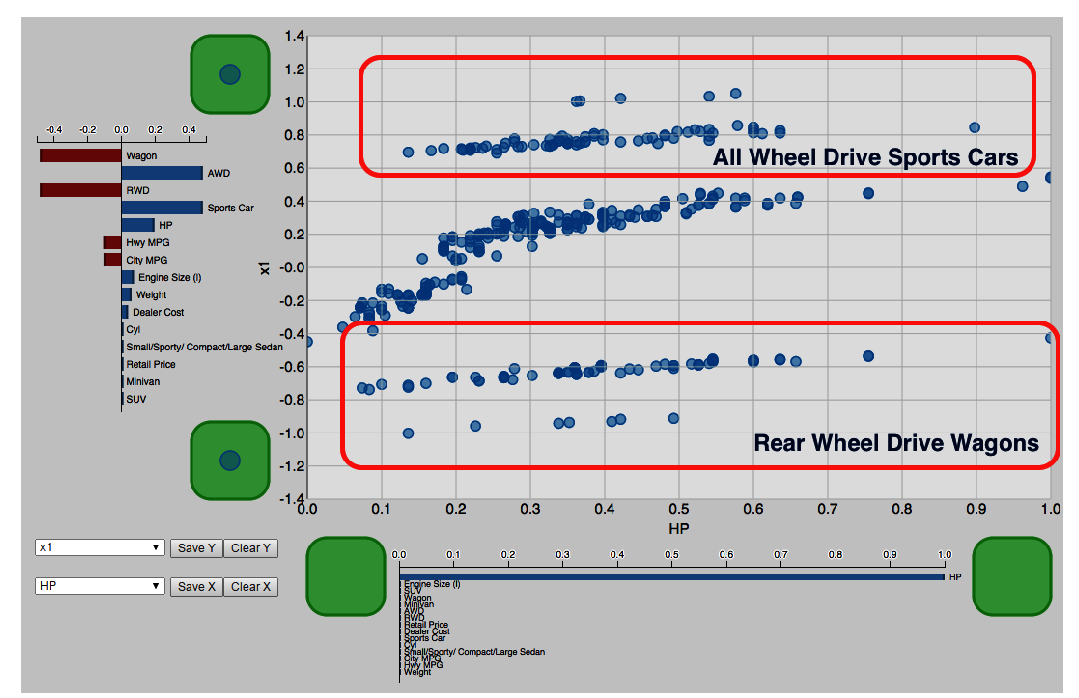 1.4
1.2
1.0
0.8
0.6
0.4
0.2
-0.0
-0.2
-0.4
-0.6
-0.8
-1.0
-1.2
-1.4
x1
All Wheel Drive Sports Cars
Rear Wheel Drive Wagons
0.0 0.1 0.2 0.3 0.4 0.5 0.6 0.7 0.8 0.9 1.0
HP
-0.4 -0.2 0.0 0.2 0.4
Wagon
AWD
RWD
Sports Car
HP
Hwy MPG
City MPG
Engine Size (l)
Weight
Dealer Cost
Cyl
Small/Sporty/ Compact/Large Sedan
Retail Price
Minivan
SUV
x1 Save Y Clear Y
HP Save X Clear X
0.0 0.1 0.2 0.3 0.4 0.5 0.6 0.7 0.8 0.9 1.0
HP
Engine Size (l)
SUV
Wagon
Minivan
AWD
RWD
Retail Price
Dealer Cost
Sports Car
Cyl
Small/Sporty/ Compact/Large Sedan
City MPG
Hwy MPG
Weight